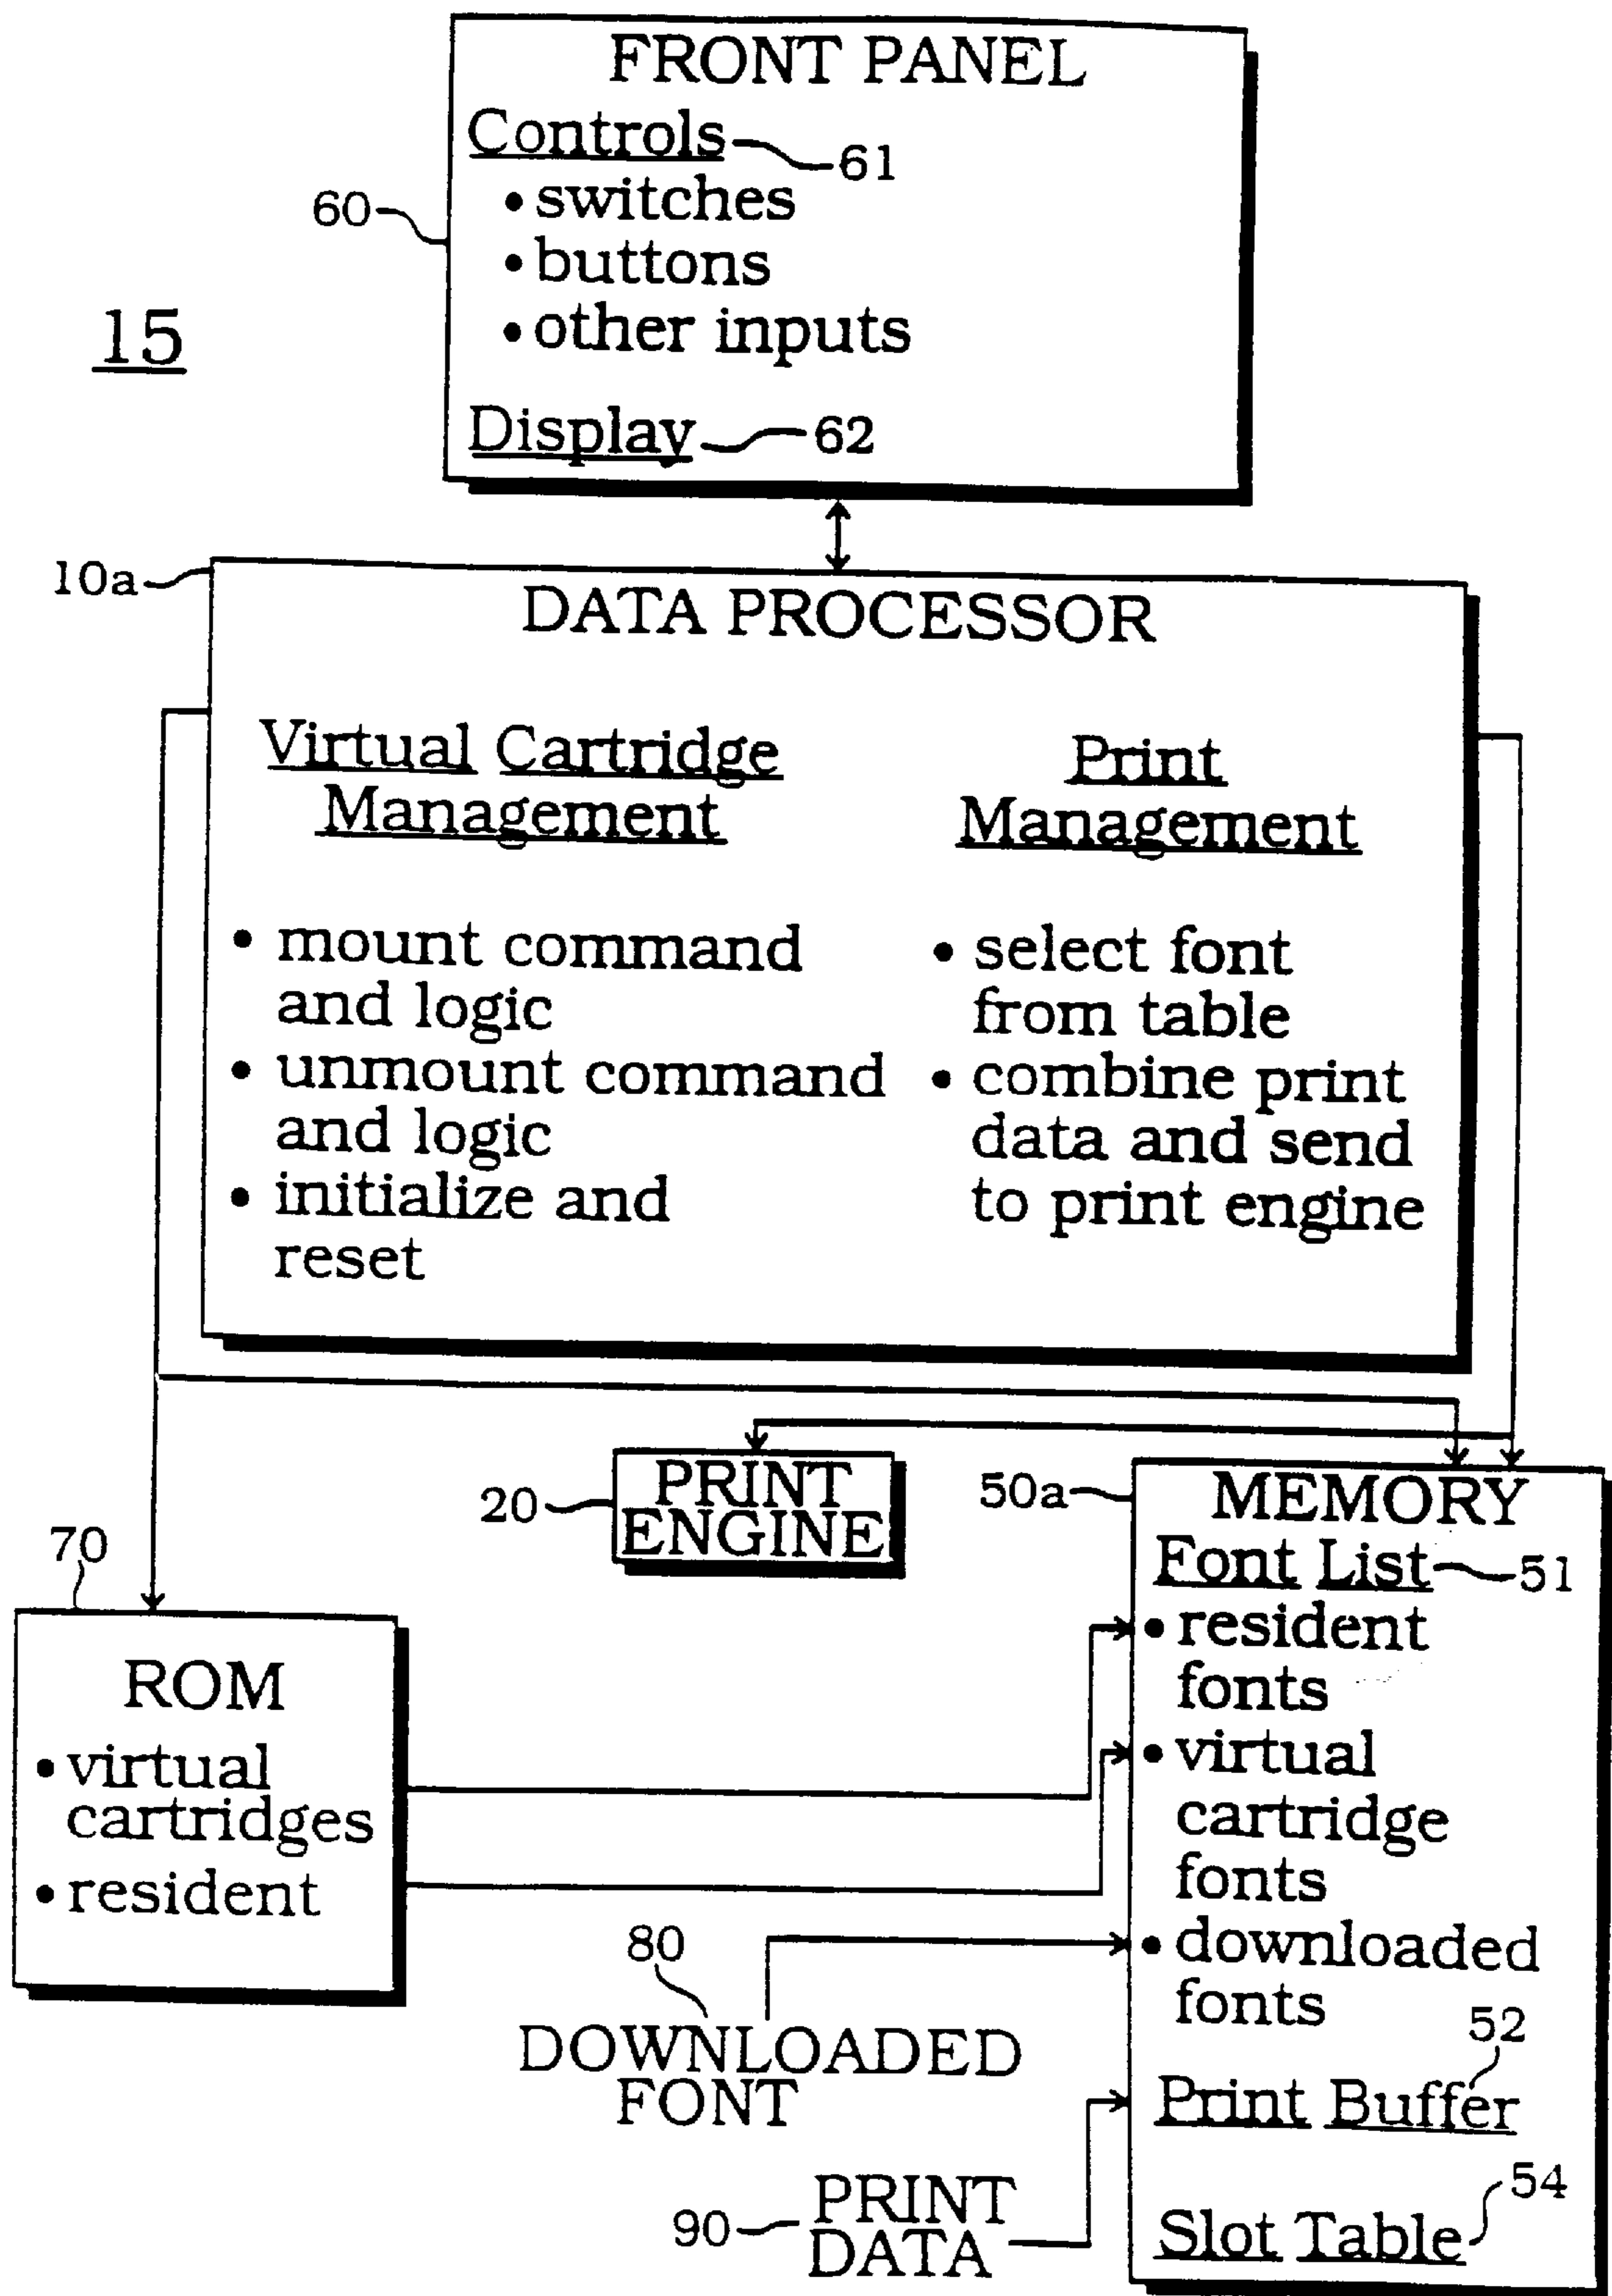 FRONT PANEL
Controls 61
• switches
60
• buttons
• other inputs
15
Display 62
10a
DATA PROCESSOR
Virtual Cartridge
Management
• mount command
and logic
• unmount command
and logic
• initialize and
reset
Print
Management
• select font
from table
• combine print
data and send
to print engine
20
PRINT
ENGINE
70
ROM
• virtual
cartridges
• resident
50a
MEMORY
Font List 51
• resident
fonts
• virtual
cartridge
fonts
• downloaded
fonts
52
Print Buffer
54
Slot Table
80
DOWNLOADED
FONT
90
PRINT
DATA